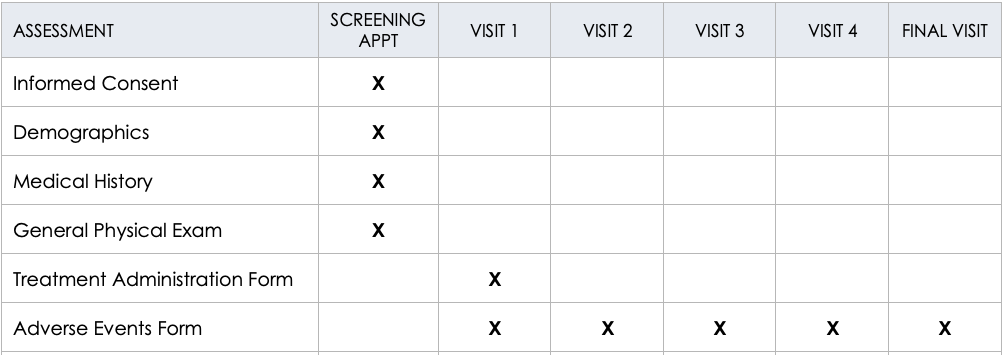 ASSESSMENT SCREENING APPT VISIT 1 VISIT 2 VISIT 3 VISIT 4 FINAL VISIT
Informed Consent X
Demographics X
Medical History X
General Physical Exam X
Treatment Administration Form X
Adverse Events Form X X X X X